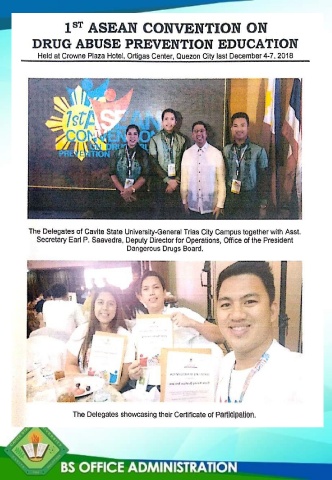 1ST ASEAN CONVENTION ON
DRUG ABUSE PREVENTION EDUCATION
Held at Crowne Plaza Hotel, Ortigas Center, Quezon City last December 4-7, 2018
1st ASEAN
CONVENTION
PREVENTION
The Delegates of Cavite State University-General Trias City Campus together with Asst.
Secretary Earl P. Saavedra, Deputy Director for Operations, Office of the President
Dangerous Drugs Board.
The Delegates showcasing their Certificate of Participation.
BS OFFICE ADMINISTRATION